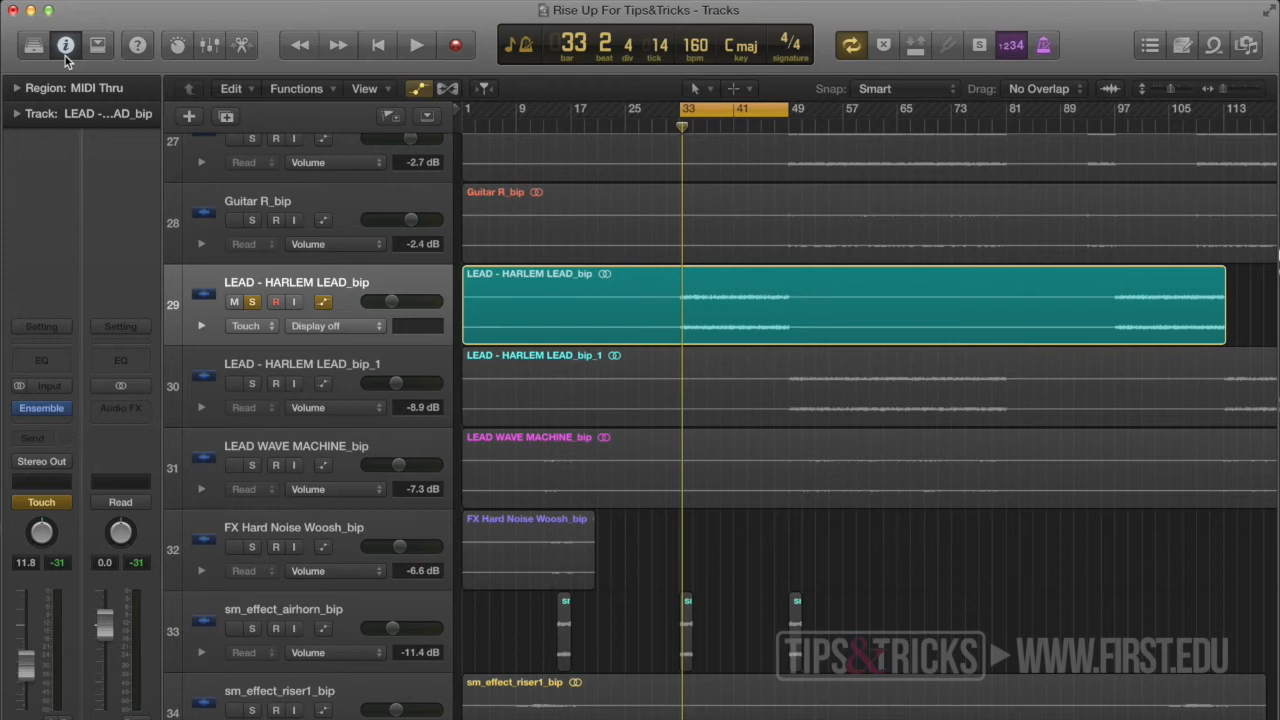 Rise Up For Tips&Tricks - Tracks
33 2 4 14 160 C maj 4/4
bar beat div tick bpm key signature
S 1234
Region: MIDI Thru
Edit Functions View Snap: Smart Drag: No Overlap
Track: LEAD -...AD_bip
1 9 17 25 33 41 49 57 65 73 81 89 97 105 113
27
Read Volume -2.7 dB
28
Guitar R_bip
S R I
Read Volume -2.4 dB
Guitar R_bip
29
LEAD - HARLEM LEAD_bip
M S R I
Touch Display off
LEAD - HARLEM LEAD_bip
30
LEAD - HARLEM LEAD_bip_1
S R I
Read Volume -8.9 dB
LEAD - HARLEM LEAD_bip_1
31
LEAD WAVE MACHINE_bip
S R I
Read Volume -7.3 dB
LEAD WAVE MACHINE_bip
32
FX Hard Noise Woosh_bip
S R I
Read Volume -6.6 dB
FX Hard Noise Woosh_bip
33
sm_effect_airhorn_bip
S R I
Read Volume -11.4 dB
34
sm_effect_riser1_bip
sm_effect_riser1_bip
Setting Setting
EQ EQ
Input
Ensemble Audio FX
Send
Stereo Out
Touch Read
11.8 -31 0.0 -31
TIPS&TRICKS WWW.FIRST.EDU